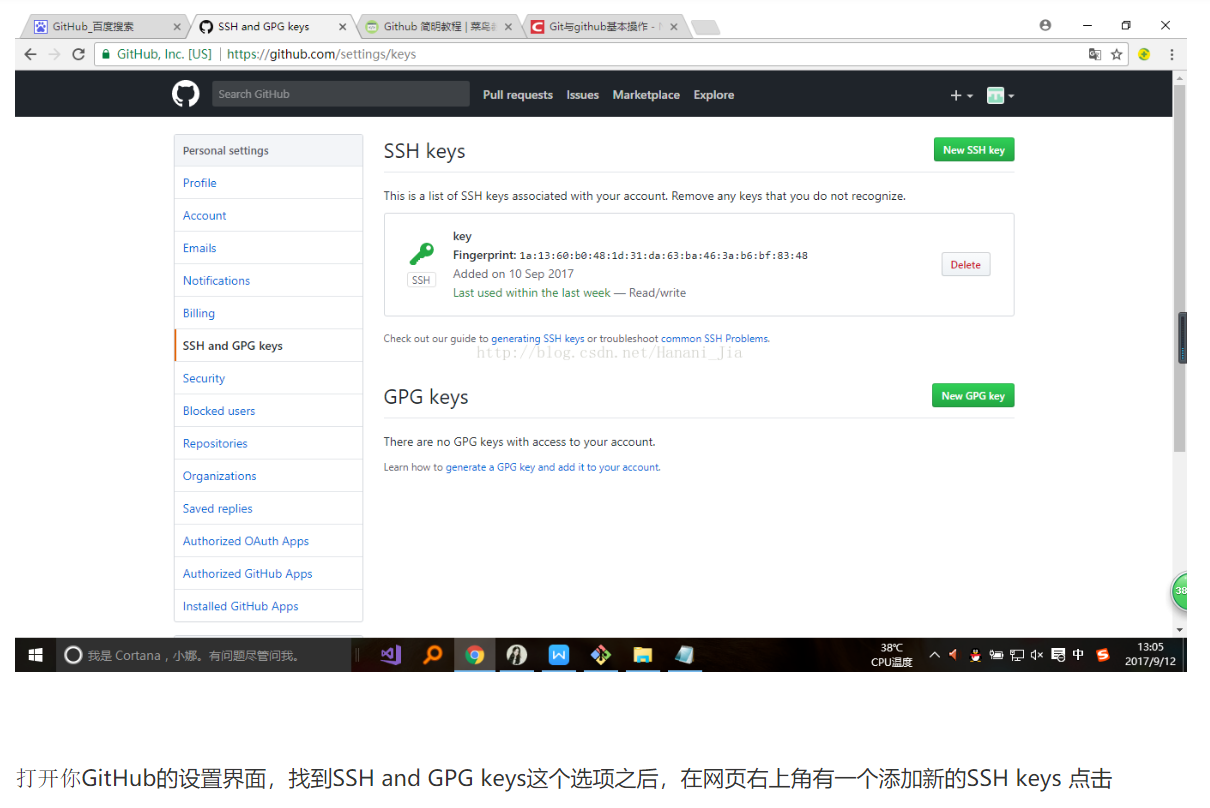 GitHub_百度搜索
SSH and GPG keys
Github 简明教程 | 菜鸟
Git与github基本操作 -
GitHub, Inc. [US] | https://github.com/settings/keys
Search GitHub
Pull requests Issues Marketplace Explore
Personal settings
Profile
Account
Emails
Notifications
Billing
SSH and GPG keys
Security
Blocked users
Repositories
Organizations
Saved replies
Authorized OAuth Apps
Authorized GitHub Apps
Installed GitHub Apps
SSH keys
New SSH key
This is a list of SSH keys associated with your account. Remove any keys that you do not recognize.
key
Fingerprint: 1a:13:60:b0:48:1d:31:da:63:ba:46:3a:b6:bf:83:48
Added on 10 Sep 2017
Last used within the last week — Read/write
SSH
Delete
Check out our guide to generating SSH keys or troubleshoot common SSH Problems.
http://blog.csdn.net/Hanani_Jia
GPG keys
New GPG key
There are no GPG keys with access to your account.
Learn how to generate a GPG key and add it to your account.
38
我是 Cortana，小娜。有问题尽管问我。
38℃
CPU温度
中
13:05
2017/9/12
打开你GitHub的设置界面，找到SSH and GPG keys这个选项之后，在网页右上角有一个添加新的SSH keys 点击